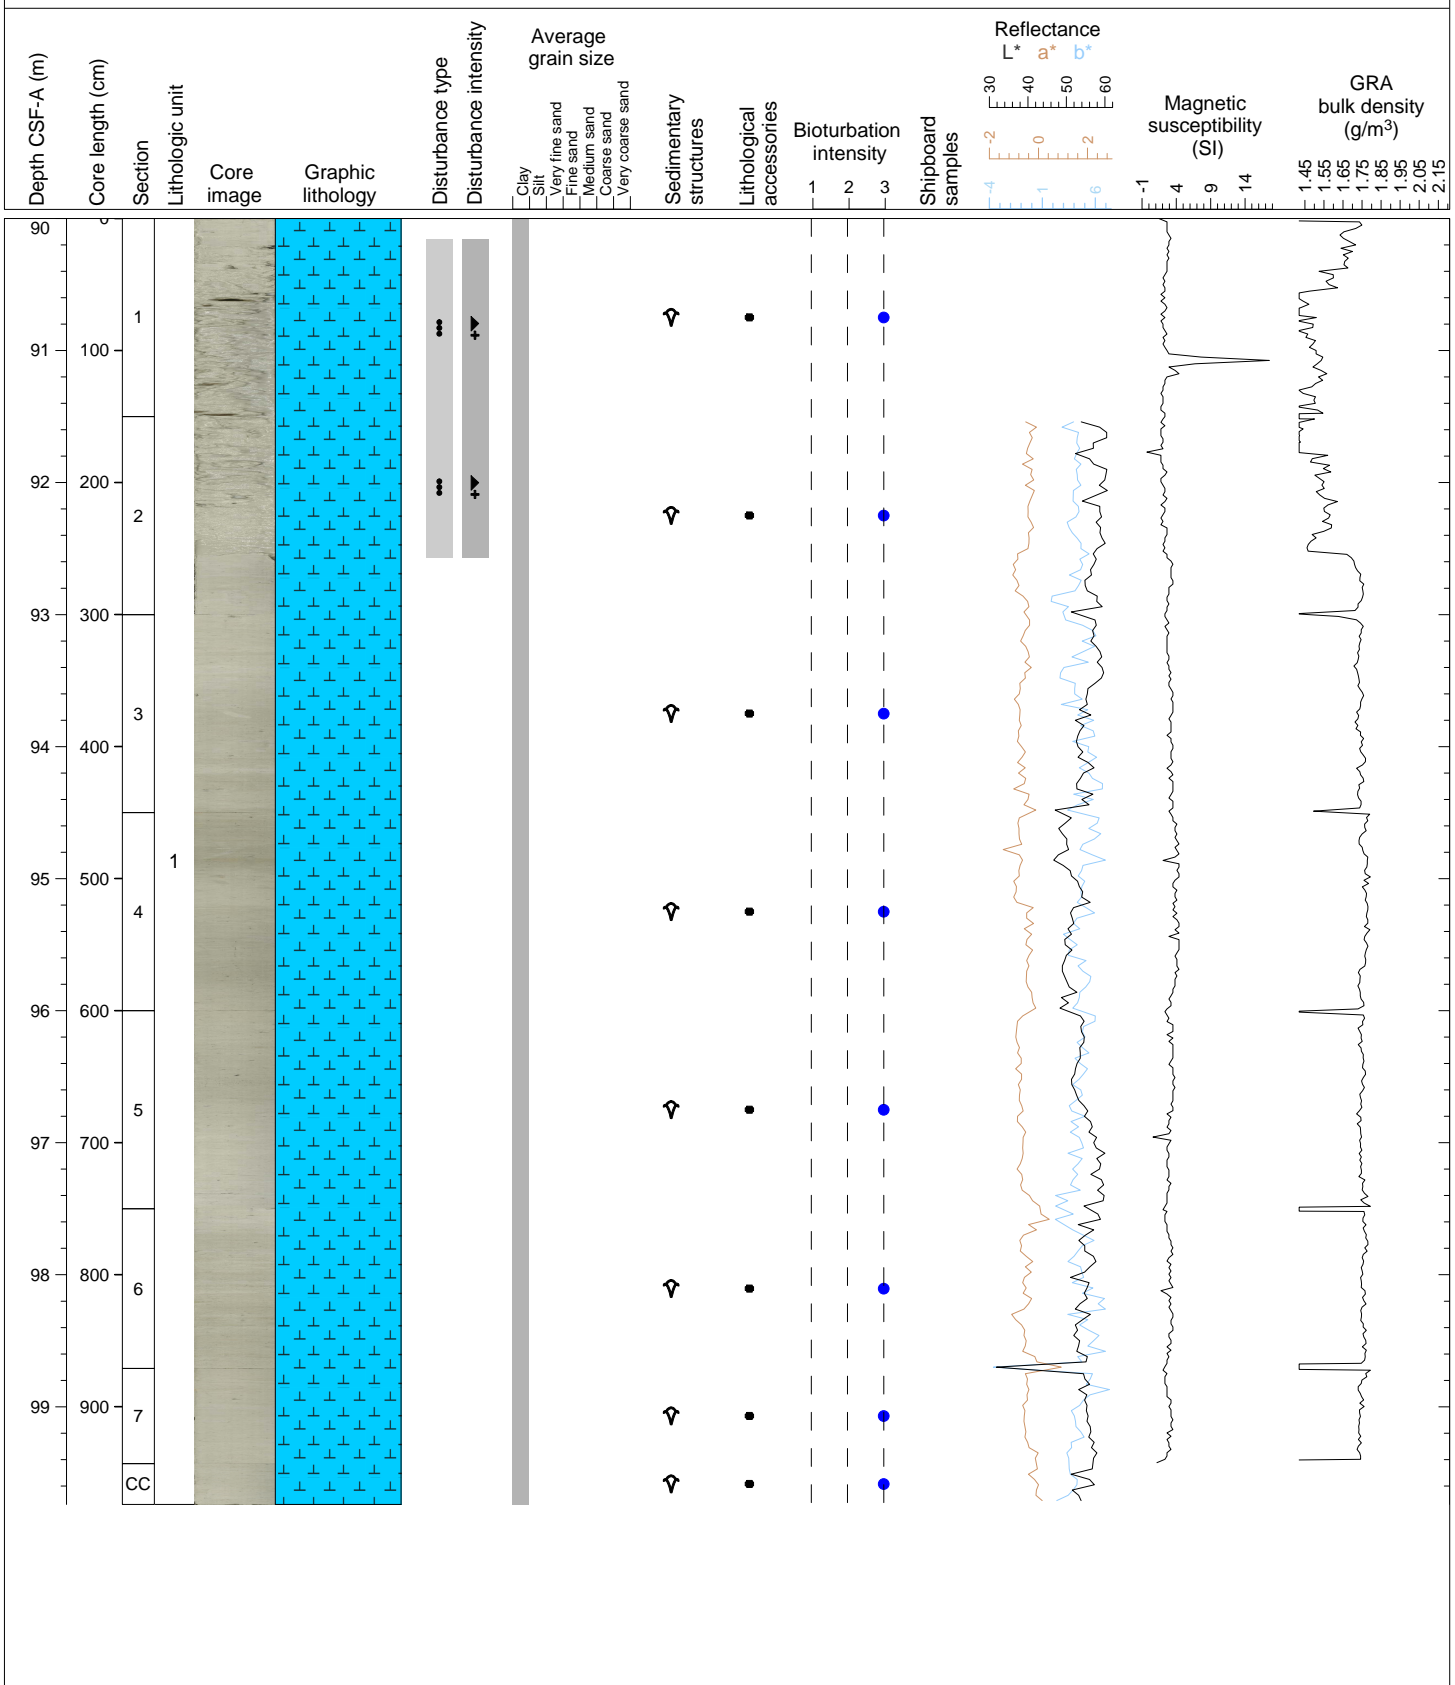 Depth CSF-A (m)
Core length (cm)
Section
Lithologic unit
Core
image
Graphic
lithology
Disturbance type
Disturbance intensity
Average
grain size
Clay
Silt
Very fine sand
Fine sand
Medium sand
Coarse sand
Very coarse sand
Sedimentary
structures
Lithological
accessories
Bioturbation
intensity
1 2 3
Shipboard
samples
Reflectance
L* a* b*
30 40 50 60
-2 0 2
-4 1 6
Magnetic
susceptibility
(SI)
-1 4 9 14
GRA
bulk density
(g/m³)
1.45 1.55 1.65 1.75 1.85 1.95 2.05 2.15
90 0
1
91 100
92 200
2
93 300
3
94 400
1
95 500
4
96 600
5
97 700
98 800
6
99 900
7
CC